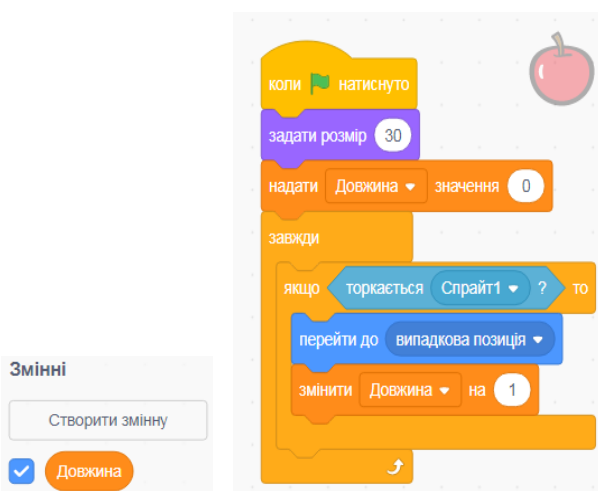 Змінні
Створити змінну
Довжина
коли натиснуто
задати розмір 30
надати Довжина значення 0
завжди
якщо торкається Спрайт1 ? то
перейти до випадкова позиція
змінити Довжина на 1